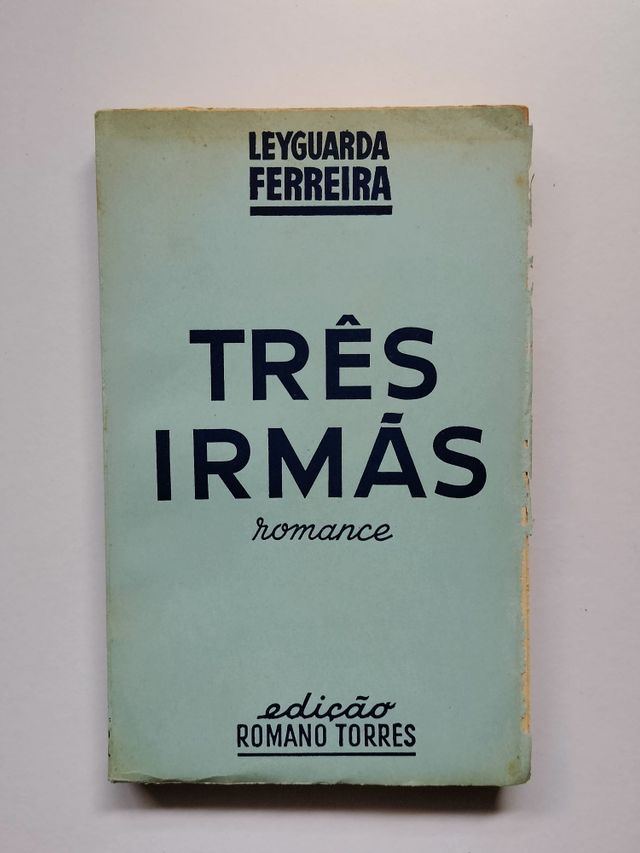 LEYGUARDA
FERREIRA
TRÊS
IRMÃS
romance
edição
ROMANO TORRES